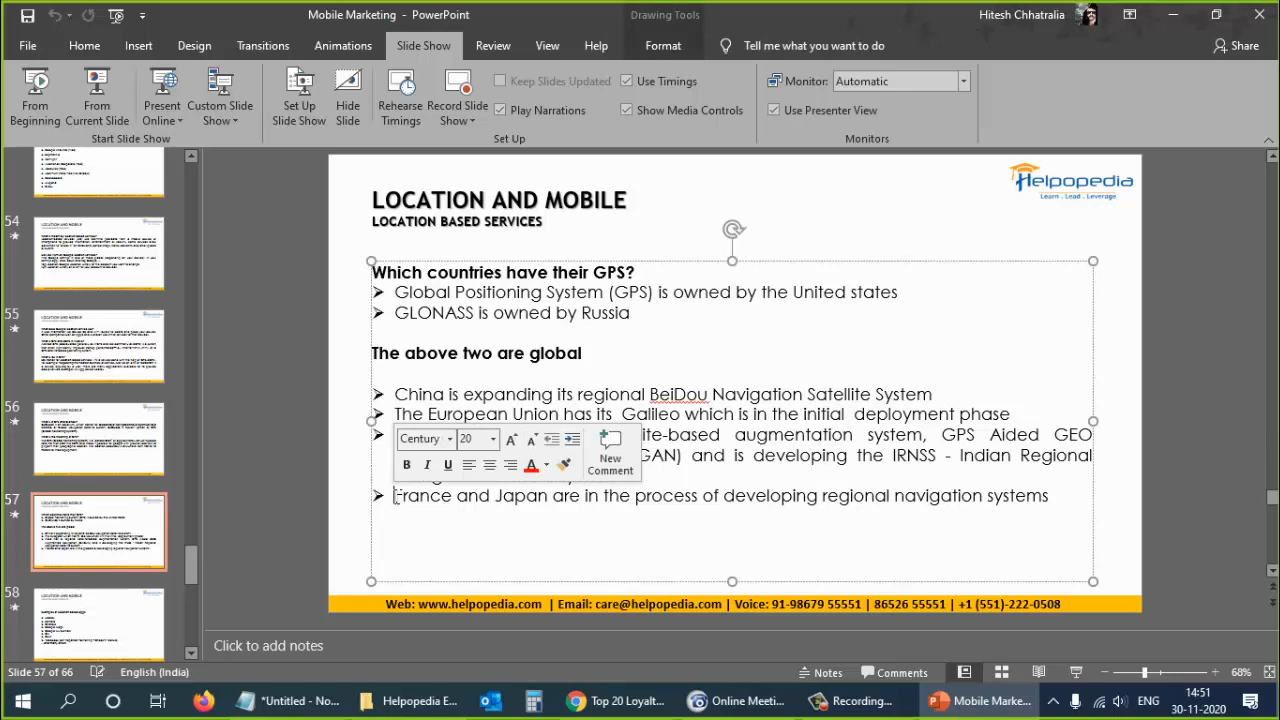 Mobile Marketing - PowerPoint
Drawing Tools
Hitesh Chhatralia
File Home Insert Design Transitions Animations Slide Show Review View Help Format Tell me what you want to do Share
From Beginning
From Current Slide
Present Online
Custom Slide Show
Start Slide Show
Set Up Slide Show
Hide Slide
Rehearse Timings
Record Slide Show
Keep Slides Updated
Play Narrations
Use Timings
Show Media Controls
Set Up
Monitor: Automatic
Use Presenter View
Monitors
54
55
56
57
58
Helpopedia
Learn . Lead . Leverage
LOCATION AND MOBILE
LOCATION BASED SERVICES
Which countries have their GPS?
Global Positioning System (GPS) is owned by the United states
GLONASS is owned by Russia
The above two are global
China is expanding its regional BeiDou Navigation Satellite System
The European Union has its Galileo which is in the initial deployment phase
-based augmentation system GPS Aided GEO
and is developing the IRNSS - Indian Regional
France and Japan are in the process of developing regional navigation systems
Century 20
B I U A
New Comment
Web: www.helpopedia.com | Email: care@helpopedia.com | Voice: 91-98679 55551 | 86526 55551 | +1 (551)-222-0508
Click to add notes
Slide 57 of 66 English (India) Notes Comments 68%
*Untitled - No... Helpopedia E... Top 20 Loyalt... Online Meeti... Recording... Mobile Marke... ENG
14:51
30-11-2020